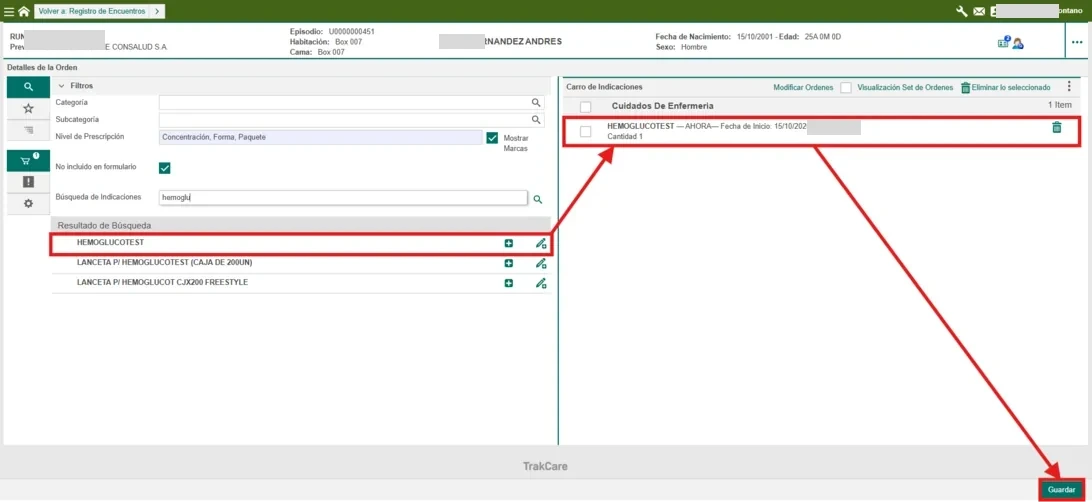 Volver a: Registro de Encuentros
ontano
RUN
Prev E CONSALUD S.A.
Episodio: U0000000451
Habitación: Box 007
Cama: Box 007
RNANDEZ ANDRES
Fecha de Nacimiento: 15/10/2001 - Edad: 25A 0M 0D
Sexo: Hombre
Detalles de la Orden
Filtros
Categoría
Subcategoría
Nivel de Prescripción Concentración, Forma, Paquete Mostrar Marcas
No incluido en formulario
Búsqueda de Indicaciones hemoglu
Resultado de Búsqueda
HEMOGLUCOTEST
LANCETA P/ HEMOGLUCOTEST (CAJA DE 200UN)
LANCETA P/ HEMOGLUCOT CJX200 FREESTYLE
Carro de Indicaciones Modificar Ordenes Visualización Set de Ordenes Eliminar lo seleccionado
Cuidados De Enfermeria 1 Item
HEMOGLUCOTEST — AHORA— Fecha de Inicio: 15/10/202
Cantidad 1
TrakCare
Guardar